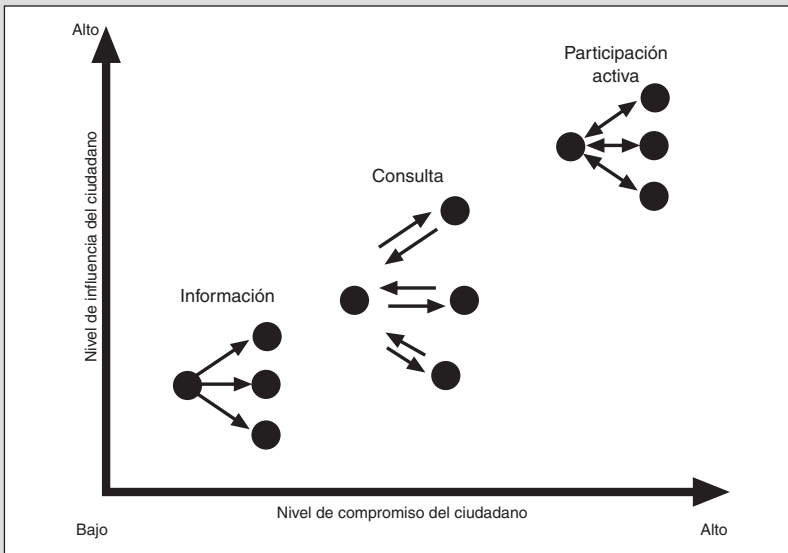 Alto
Participación
activa
Consulta
Información
Nivel de influencia del ciudadano
Nivel de compromiso del ciudadano
Bajo
Alto